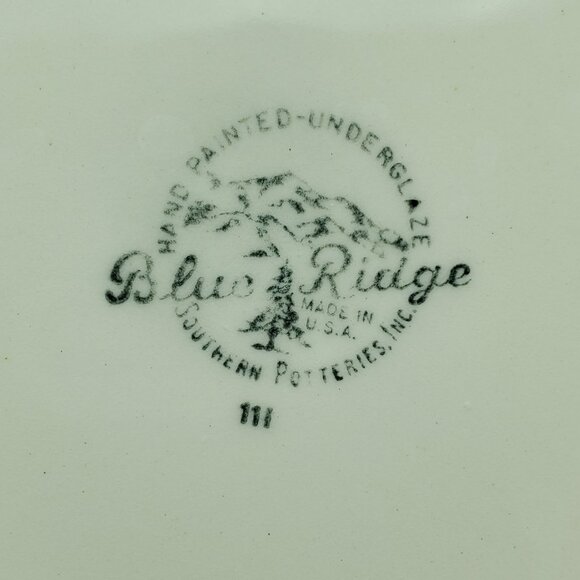 HAND PAINTED-UNDERGLAZE
Blue Ridge
MADE IN
U.S.A.
SOUTHERN POTTERIES, INC.
111